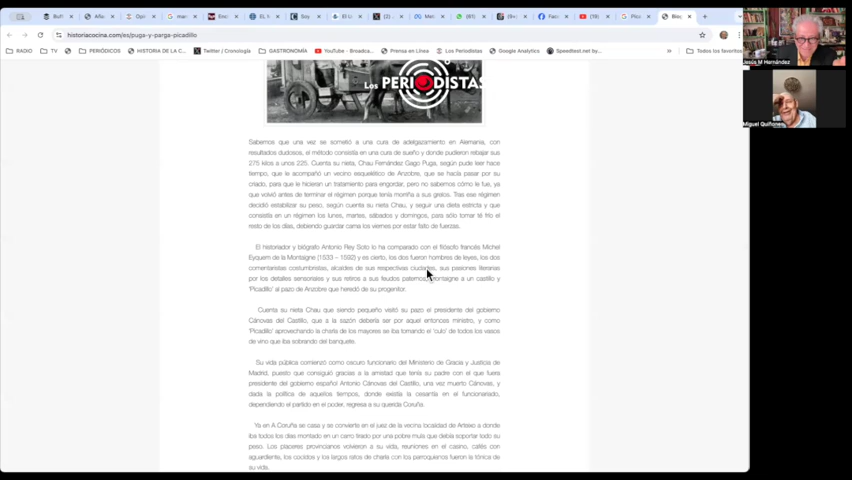 historiacocina.com/es/puga-y-parga-picadillo
RADIO TV PERIÓDICOS HISTORIA DE LA C... Twitter / Cronología GASTRONOMÍA YouTube - Broadca... Prensa en Línea Los Periodistas Google Analytics Speedtest.net by... Todos los favoritos
Jesús M Hernández
Miguel Quiñones
LOS PERIODISTAS
Sabemos que una vez se sometió a una cura de adelgazamiento en Alemania, con
resultados dudosos, el método consistía en una cura de sueño y donde pudieron rebajar sus
275 kilos a unos 225. Cuenta su nieta, Chau Fernández Gago Puga, según pude leer hace
tiempo, que le acompañó un vecino esquelético de Anzobre, que se hacía pasar por su
criado, para que le hicieran un tratamiento para engordar, pero no sabemos cómo le fue, ya
que volvió antes de terminar el régimen porque tenía morriña a sus grelos. Tras ese régimen
decidió estabilizar su peso, según cuenta su nieta Chau, y seguir una dieta estricta y que
consistía en un régimen los lunes, martes, sábados y domingos, para sólo tomar té frío el
resto de los días, debiendo guardar cama los viernes por estar falto de fuerzas.
El historiador y biógrafo Antonio Rey Soto lo ha comparado con el filósofo francés Michel
Eyquem de la Montaigne (1533 – 1592) y es cierto, los dos fueron hombres de leyes, los dos
comentaristas costumbristas, alcaldes de sus respectivas ciudades, sus pasiones literarias
por los detalles sensoriales y sus retiros a sus feudos paternos, Montaigne a un castillo y
'Picadillo' al pazo de Anzobre que heredó de su progenitor.
Cuenta su nieta Chau que siendo pequeño visitó su pazo el presidente del gobierno
Cánovas del Castillo, que a la sazón debería ser por aquel entonces ministro, y como
'Picadillo' aprovechando la charla de los mayores se iba tomando el 'culo' de todos los vasos
de vino que iba sobrando del banquete.
Su vida pública comienzó como oscuro funcionario del Ministerio de Gracia y Justicia de
Madrid, puesto que consiguió gracias a la amistad que tenía su padre con el que fuera
presidente del gobierno español Antonio Cánovas del Castillo, una vez muerto Cánovas, y
dada la política de aquellos tiempos, donde existía la cesantía en el funcionariado,
dependiendo el partido en el poder, regresa a su querida Coruña.
Ya en A Coruña se casa y se convierte en el juez de la vecina localidad de Arteixo a donde
iba todos los días montado en un carro tirado por una pobre mula que debía soportar todo su
peso. Los placeres provincianos volvieron a su vida, reuniones en el casino, cafés con
aguardiente, los cocidos y los largos ratos de charla con los parroquianos fueron la tónica de
su vida.